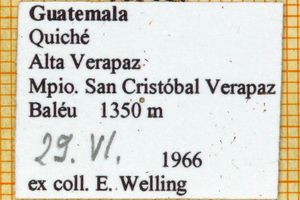 Guatemala
Quiché
Alta Verapaz
Mpio. San Cristóbal Verapaz
Baléu 1350 m
29. VI. 1966
ex coll. E. Welling